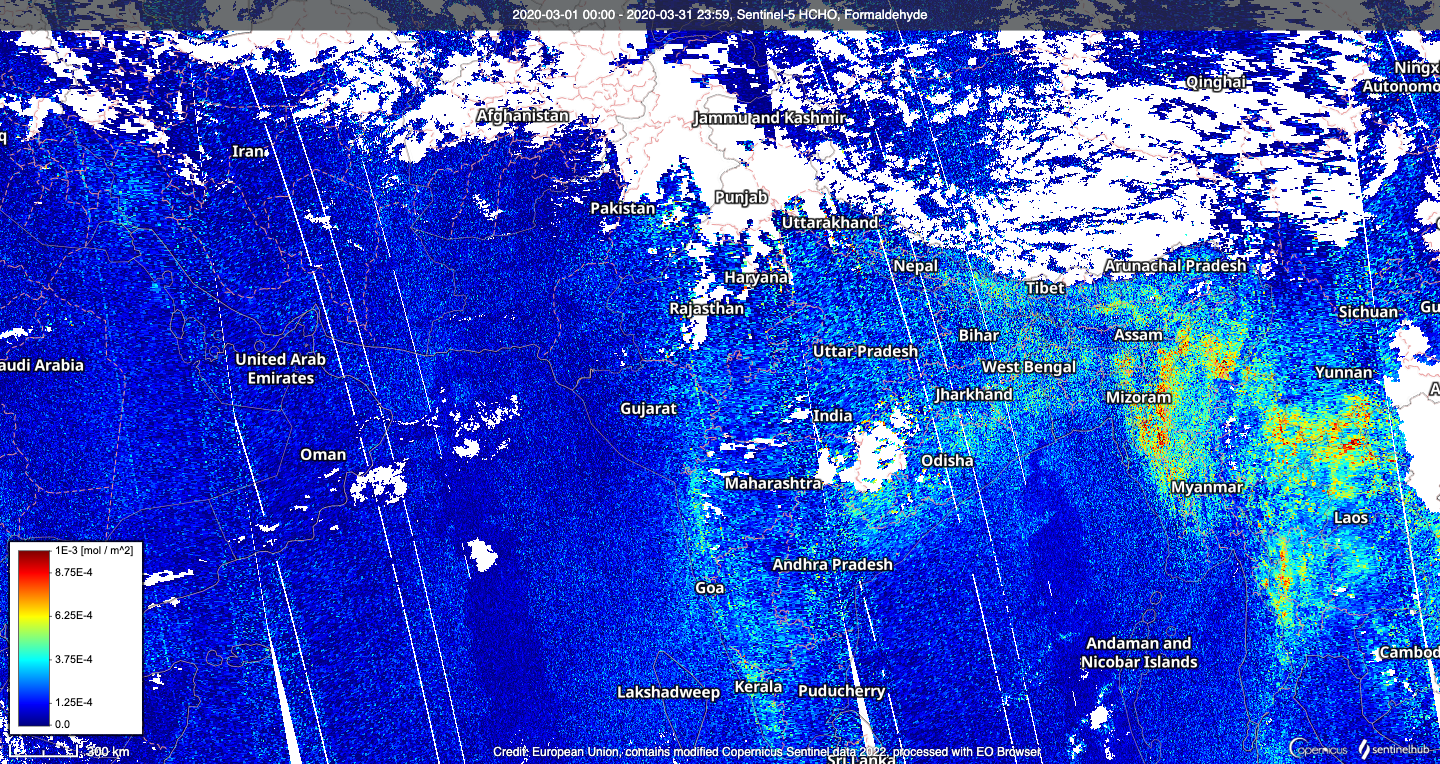 2020-03-01 00:00 - 2020-03-31 23:59, Sentinel-5 HCHO, Formaldehyde
Ningx
Qinghai
Autonomo
Afghanistan
Jammu and Kashmir
q
Iran
Punjab
Pakistan
Uttarakhand
Nepal
Arunachal Pradesh
Haryana
Tibet
Rajasthan
Sichuan
Gu
Bihar
Assam
Uttar Pradesh
United Arab
Emirates
audi Arabia
West Bengal
Yunnan
A
Jharkhand
Mizoram
Gujarat
India
Oman
Odisha
Maharashtra
Myanmar
Laos
1E-3 [mol / m^2]
8.75E-4
6.25E-4
3.75E-4
1.25E-4
0.0
Andhra Pradesh
Goa
Andaman and
Nicobar Islands
Cambod
Lakshadweep
Kerala
Puducherry
300 km
Credit: European Union, contains modified Copernicus Sentinel data 2022, processed with EO Browser
Sri Lanka
opernicus
sentinelhub